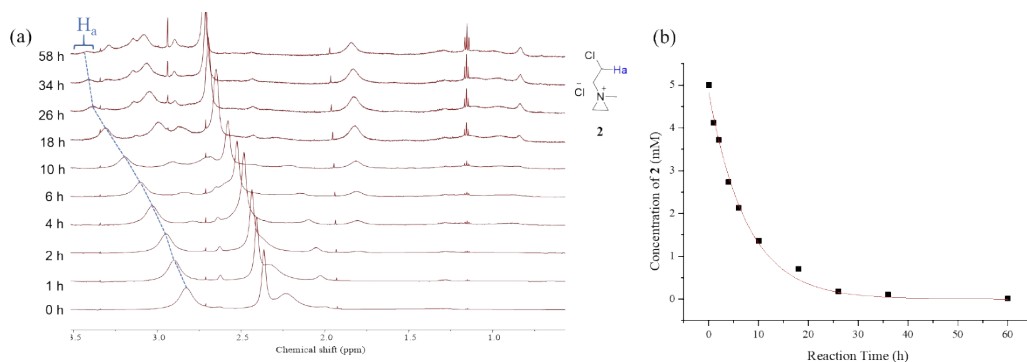 (a)
Hₐ
58 h
34 h
26 h
18 h
10 h
6 h
4 h
2 h
1 h
0 h
3.0
2.5
2.0
1.5
1.0
Chemical shift (ppm)
Cl
Ha
Cl⁻
N⁺
2
(b)
Concentration of 2 (mM)
5
4
3
2
1
0
0
10
20
30
40
50
60
Reaction Time (h)